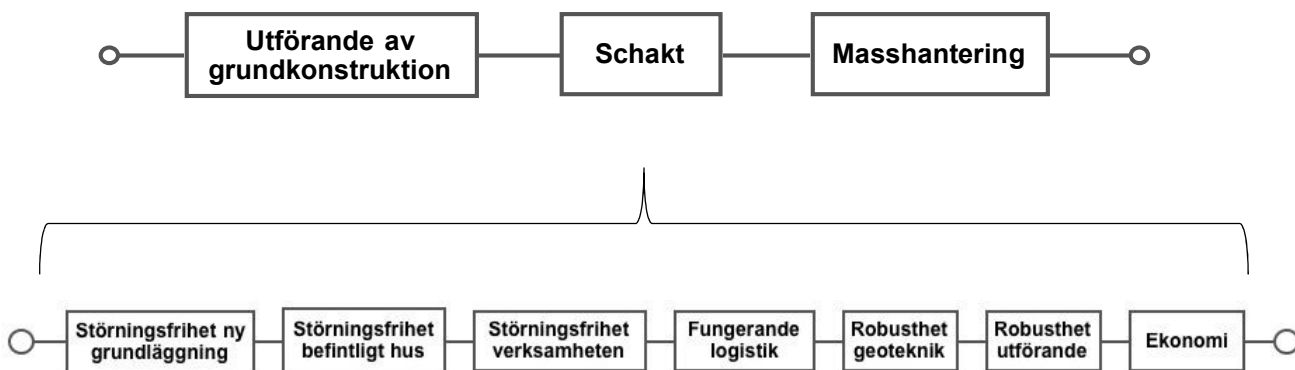 Utförande av
grundkonstruktion
Schakt
Masshantering
Störningsfrihet ny
grundläggning
Störningsfrihet
befintligt hus
Störningsfrihet
verksamheten
Fungerande
logistik
Robusthet
geoteknik
Robusthet
utförande
Ekonomi